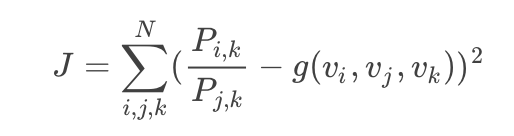 J = \sum_{i,j,k}^{N} ( \frac{P_{i,k}}{P_{j,k}} - g(v_i, v_j, v_k))^2